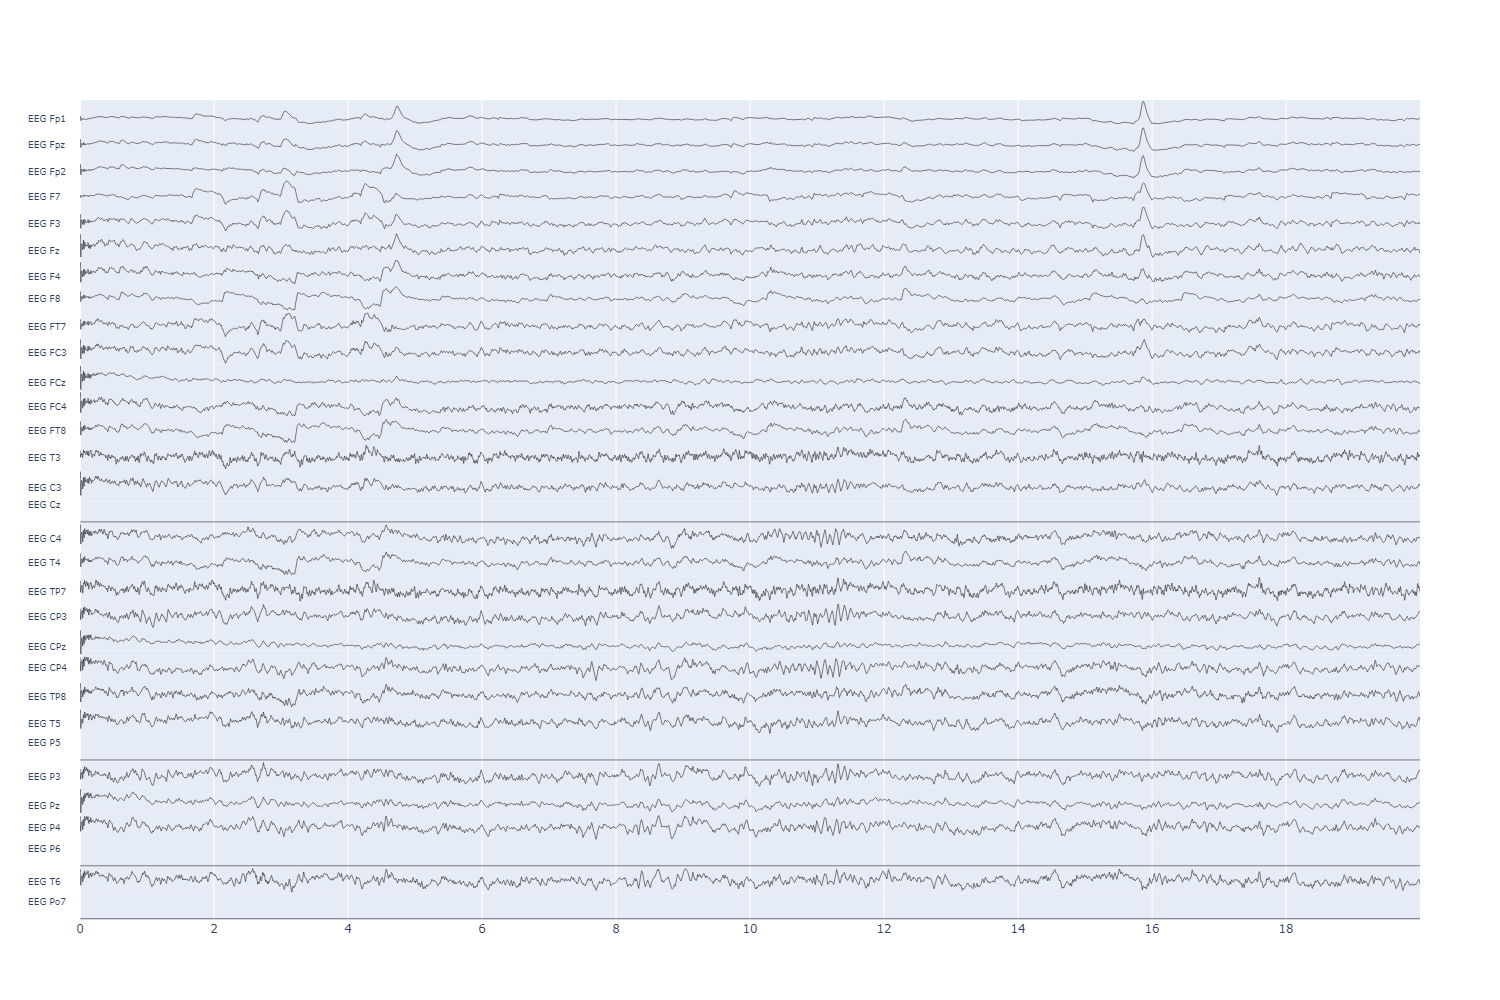 EEG Fp1
EEG Fpz
EEG Fp2
EEG F7
EEG F3
EEG Fz
EEG F4
EEG F8
EEG FT7
EEG FC3
EEG FCz
EEG FC4
EEG FT8
EEG T3
EEG C3
EEG Cz
EEG C4
EEG T4
EEG TP7
EEG CP3
EEG CPz
EEG CP4
EEG TP8
EEG T5
EEG P5
EEG P3
EEG Pz
EEG P4
EEG P6
EEG T6
EEG Po7
0 2 4 6 8 10 12 14 16 18